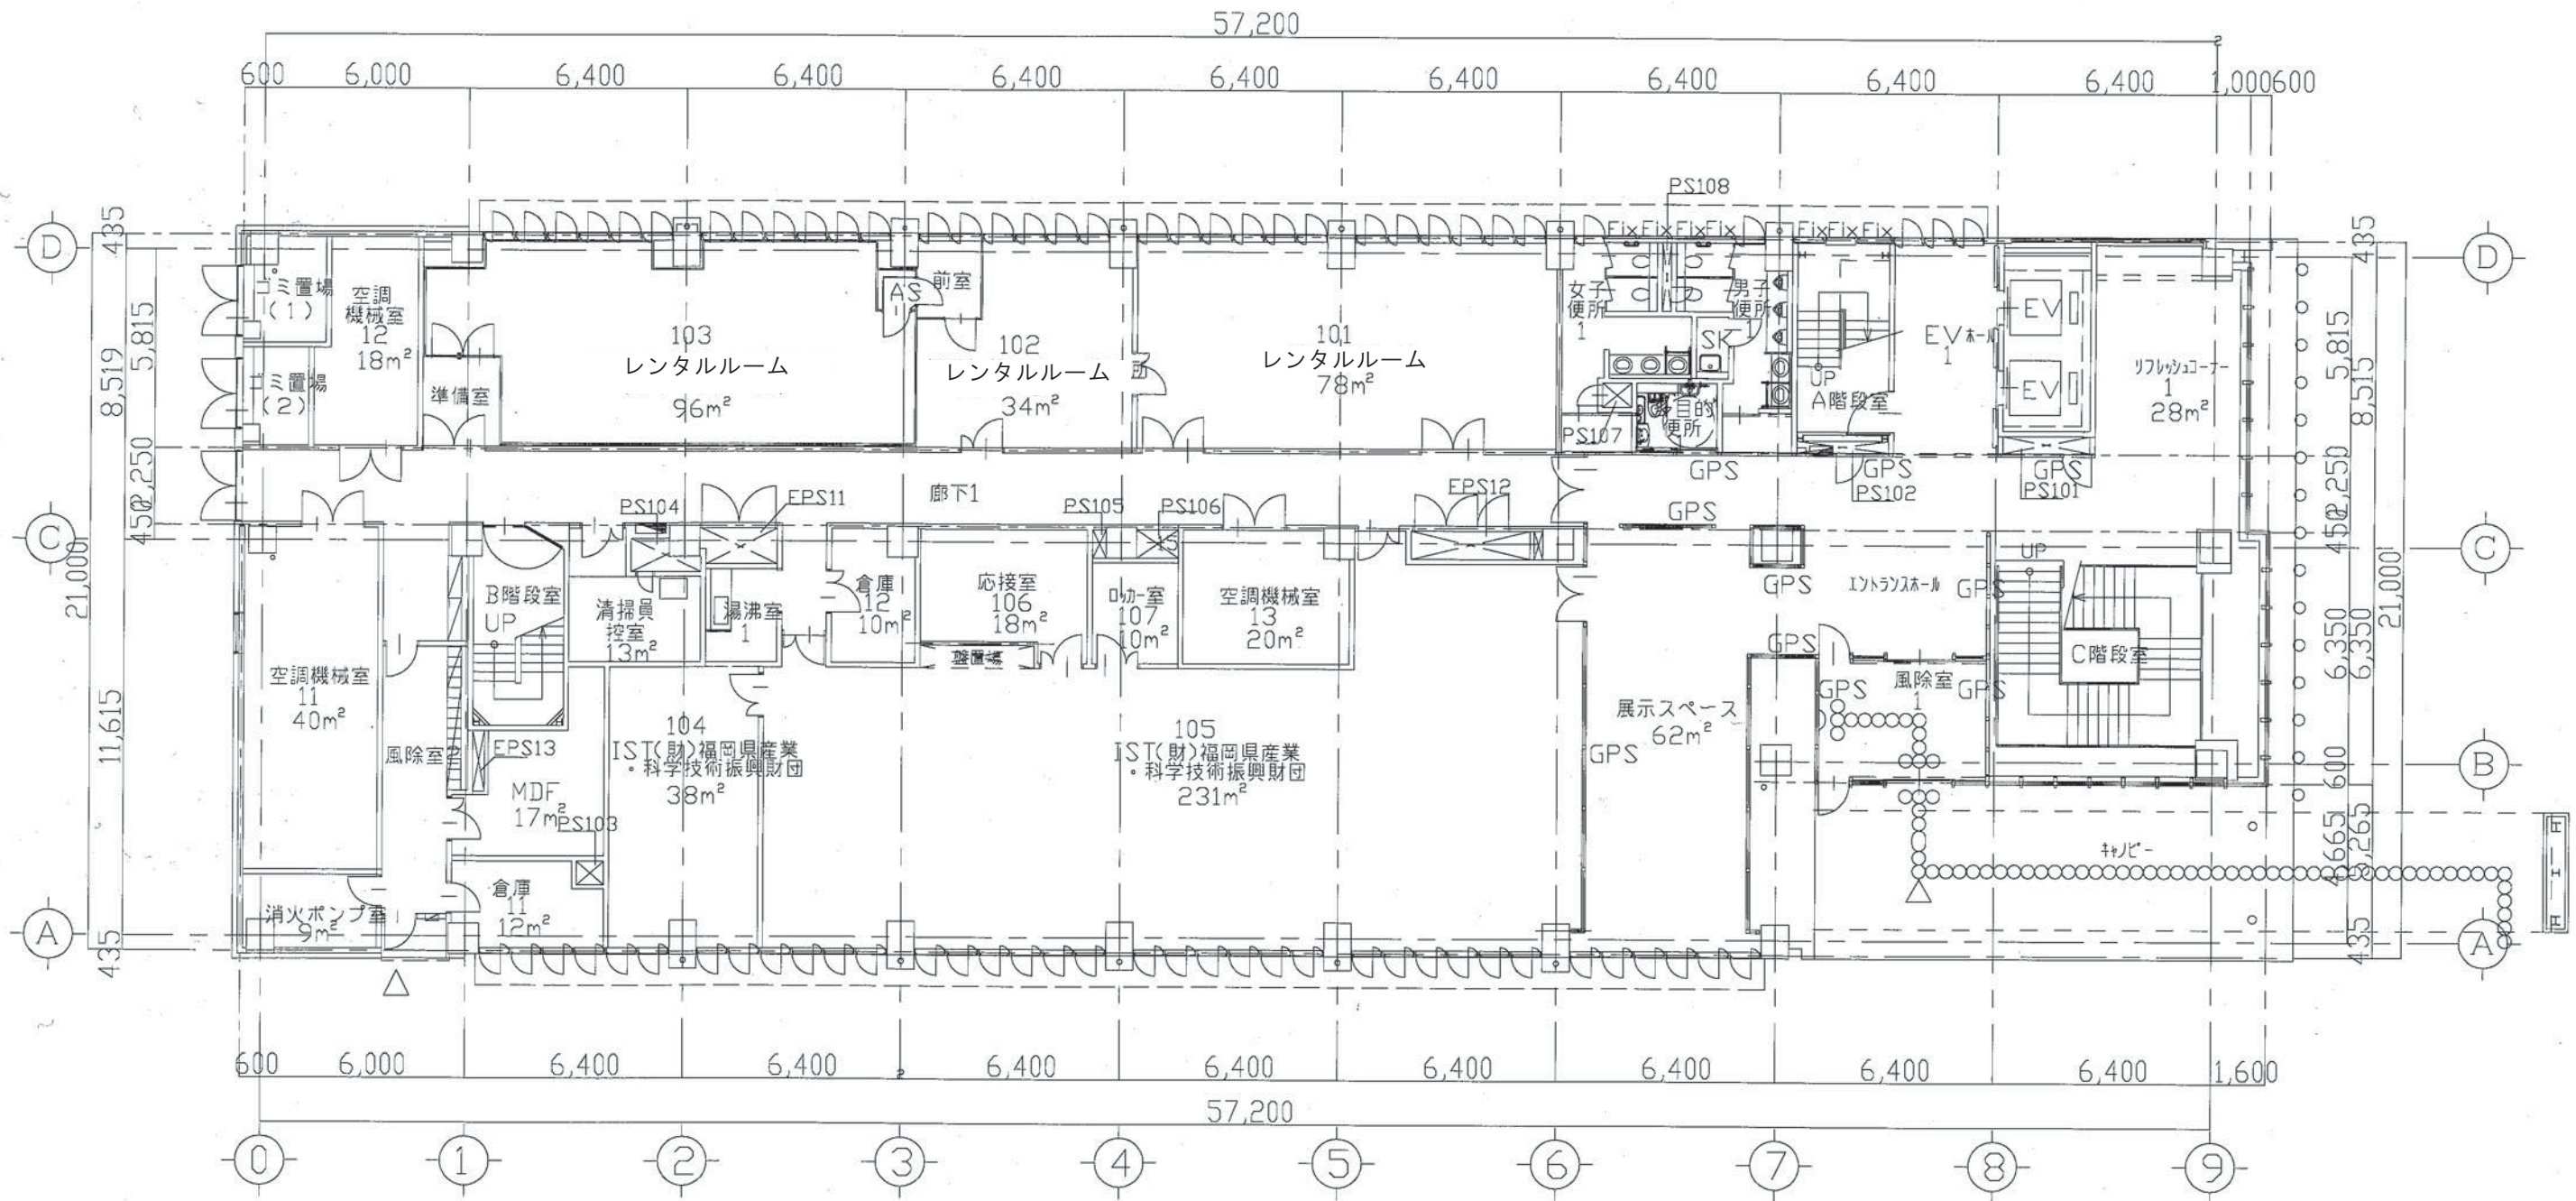 57,200
600 6,000 6,400 6,400 6,400 6,400 6,400 6,400 6,400 6,400 1,000600
PS108
FixFixFixFix FixFixFix
D
435
D
435
ゴミ置場
(1)
空調
機械室
12
18m²
ゴミ置場
(2)
準備室
103
レンタルルーム
96m²
AS
前室
102
レンタルルーム
34m²
101
レンタルルーム
78m²
女子
便所
1
男子
便所
1
SK
多目的
便所
PS107
UP
A階段室
EVホール
1
EV
EV
リフレッシュコーナー
1
28m²
5,815
8,519
2,250
450
5,815
8,515
2,250
450
GPS
GPS
GPS
PS102
PS101
GPS
廊下1
PS104
EPS11
PS105
PS106
EPS12
C
C
21,000
21,000
空調機械室
11
40m²
B階段室
UP
清掃員
控室
13m²
湯沸室
1
倉庫
12
10m²
応接室
106
18m²
盤置場
ロッカー室
107
10m²
空調機械室
13
20m²
GPS
エントランスホール
GPS
UP
GPS
GPS
風除室
1
GPS
C階段室
6,350
6,350
11,615
風除室2
EPS13
MDF
17m²
PS103
104
IST(財)福岡県産業
・科学技術振興財団
38m²
105
IST(財)福岡県産業
・科学技術振興財団
231m²
GPS
展示スペース
62m²
600
B
4,665
5,265
キャノピー
消火ポンプ室
9m²
倉庫
11
12m²
A
435
A
435
600 6,000 6,400 6,400 6,400 6,400 6,400 6,400 6,400 6,400 1,600
57,200
0 1 2 3 4 5 6 7 8 9